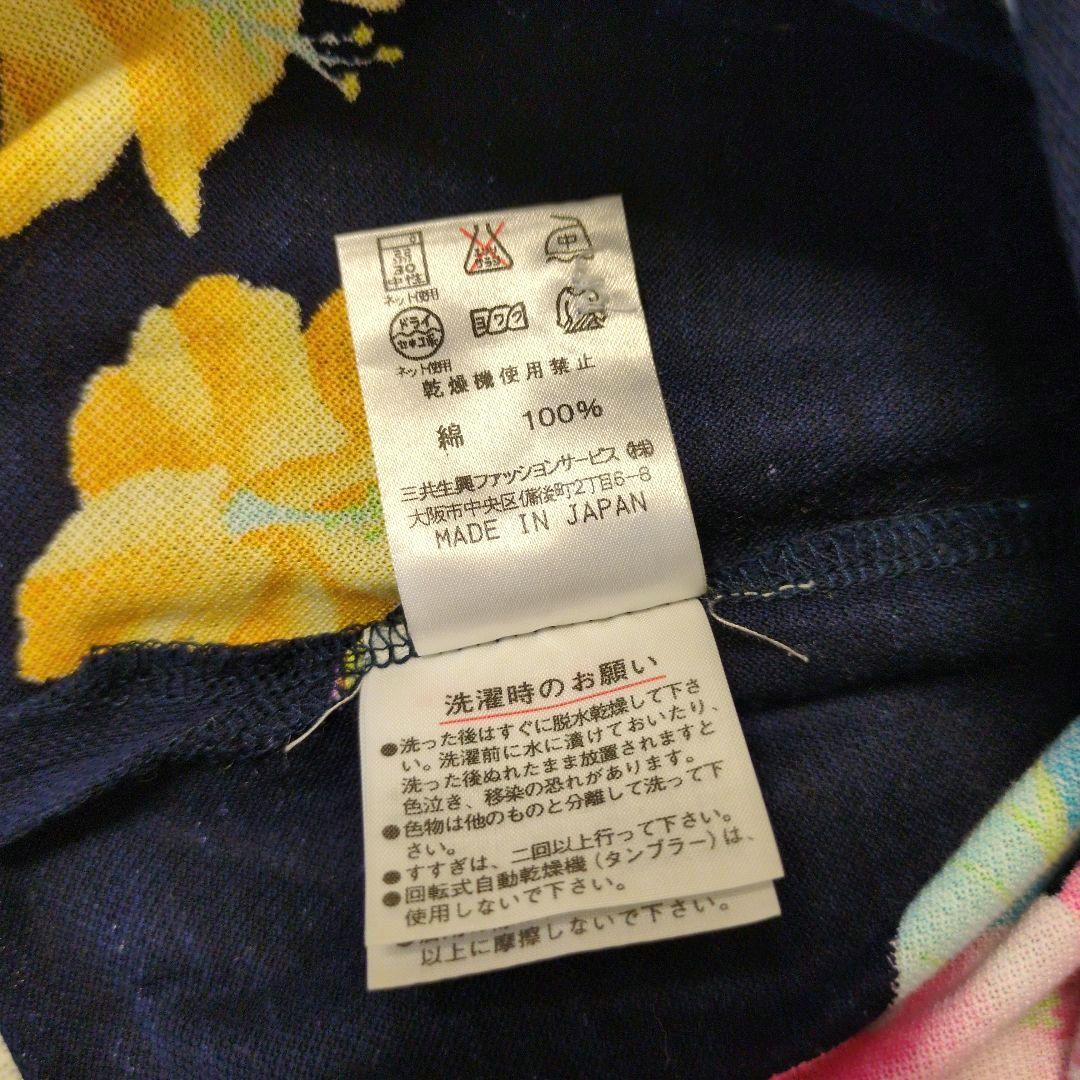 30
中性
ネット使用
エンソ
サラシ
中
ドライ
セキユ系
ネット使用
ヨワク
乾燥機使用禁止
綿 100%
三共生興ファッションサービス(株)
大阪市中央区備後町2丁目6-8
MADE IN JAPAN
洗濯時のお願い
●洗った後はすぐに脱水乾燥して下さ
い。洗濯前に水に漬けておいたり、
洗った後ぬれたまま放置されますと
色泣き、移染の恐れがあります。
●色物は他のものと分離して洗って下
さい。
●すすぎは、二回以上行って下さい。
●回転式自動乾燥機(タンブラー)は、
使用しないで下さい。
以上に摩擦しないで下さい。